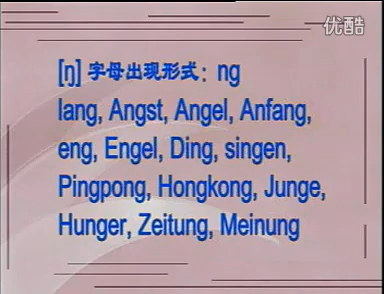 优酷
[ŋ] 字母出现形式：ng
lang, Angst, Angel, Anfang,
eng, Engel, Ding, singen,
Pingpong, Hongkong, Junge,
Hunger, Zeitung, Meinung